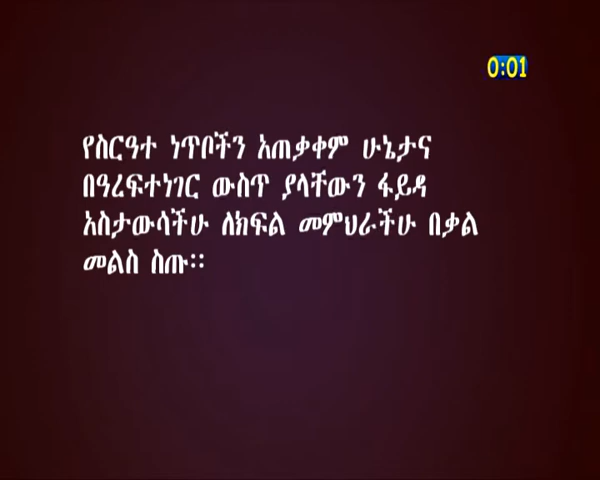 0:01
የስርዓተ ነጥቦችን አጠቃቀም ሁኔታና
በዓረፍተነገር ውስጥ ያላቸውን ፋይዳ
አስታውሳችሁ ለክፍል መምህራችሁ በቃል
መልስ ስጡ፡፡